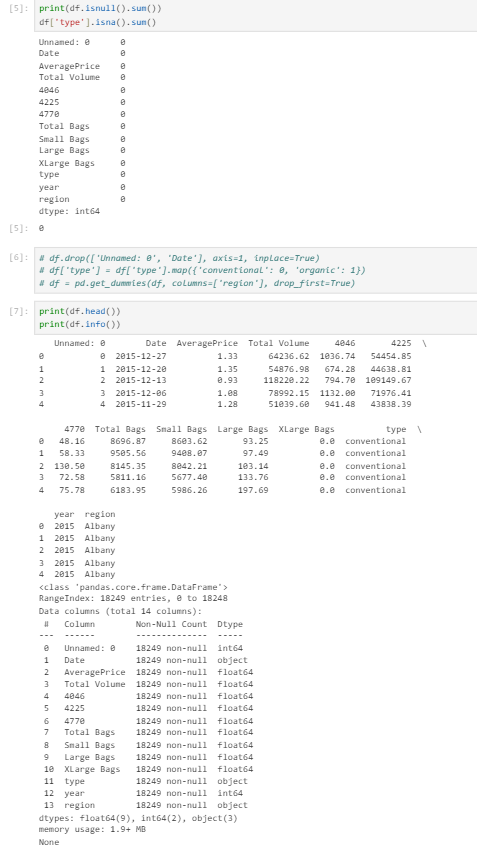 [5]: print(df.isnull().sum())
df['type'].isna().sum()
Unnamed: 0      0
Date            0
AveragePrice    0
Total Volume    0
4046            0
4225            0
4770            0
Total Bags      0
Small Bags      0
Large Bags      0
XLarge Bags     0
type            0
year            0
region          0
dtype: int64
[5]: 0
[6]: # df.drop(['Unnamed: 0', 'Date'], axis=1, inplace=True)
# df['type'] = df['type'].map({'conventional': 0, 'organic': 1})
# df = pd.get_dummies(df, columns=['region'], drop_first=True)
[7]: print(df.head())
print(df.info())
   Unnamed: 0        Date  AveragePrice  Total Volume     4046       4225  \
0           0  2015-12-27          1.33      64236.62  1036.74   54454.85
1           1  2015-12-20          1.35      54876.98   674.28   44638.81
2           2  2015-12-13          0.93     118220.22   794.70  109149.67
3           3  2015-12-06          1.08      78992.15  1132.00   71976.41
4           4  2015-11-29          1.28      51039.60   941.48   43838.39
     4770  Total Bags  Small Bags  Large Bags  XLarge Bags          type  \
0   48.16     8696.87     8603.62       93.25          0.0  conventional
1   58.33     9505.56     9408.07       97.49          0.0  conventional
2  130.50     8145.35     8042.21      103.14          0.0  conventional
3   72.58     5811.16     5677.40      133.76          0.0  conventional
4   75.78     6183.95     5986.26      197.69          0.0  conventional
   year  region
0  2015  Albany
1  2015  Albany
2  2015  Albany
3  2015  Albany
4  2015  Albany
<class 'pandas.core.frame.DataFrame'>
RangeIndex: 18249 entries, 0 to 18248
Data columns (total 14 columns):
 #   Column        Non-Null Count  Dtype
---  ------        --------------  -----
 0   Unnamed: 0    18249 non-null  int64
 1   Date          18249 non-null  object
 2   AveragePrice  18249 non-null  float64
 3   Total Volume  18249 non-null  float64
 4   4046          18249 non-null  float64
 5   4225          18249 non-null  float64
 6   4770          18249 non-null  float64
 7   Total Bags    18249 non-null  float64
 8   Small Bags    18249 non-null  float64
 9   Large Bags    18249 non-null  float64
 10  XLarge Bags   18249 non-null  float64
 11  type          18249 non-null  object
 12  year          18249 non-null  int64
 13  region        18249 non-null  object
dtypes: float64(9), int64(2), object(3)
memory usage: 1.9+ MB
None